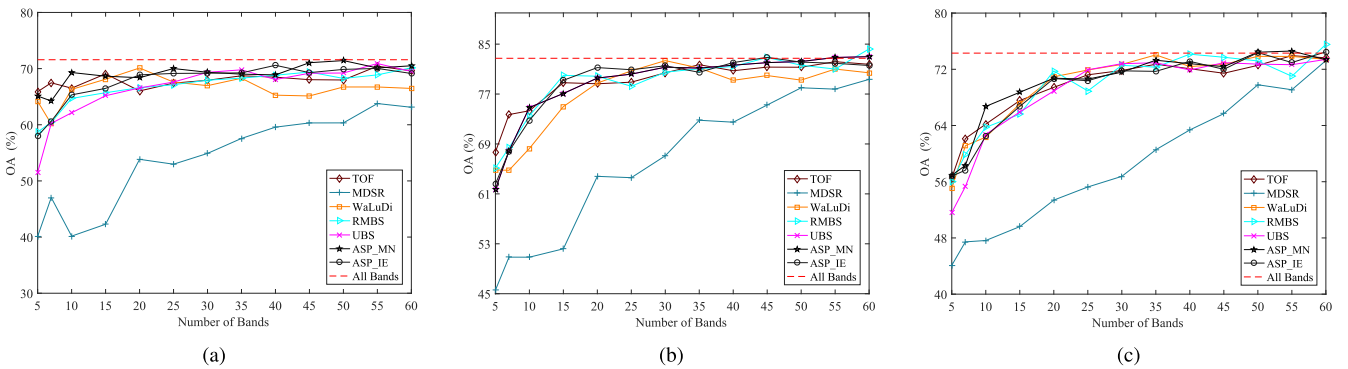 80
70
60
50
40
30
OA (%)
5 10 15 20 25 30 35 40 45 50 55 60
Number of Bands
TOF
MDSR
WaLuDi
RMBS
UBS
ASP_MN
ASP_IE
All Bands
(a)
85
77
69
61
53
45
OA (%)
5 10 15 20 25 30 35 40 45 50 55 60
Number of Bands
TOF
MDSR
WaLuDi
RMBS
UBS
ASP_MN
ASP_IE
All Bands
(b)
80
72
64
56
48
40
OA (%)
5 10 15 20 25 30 35 40 45 50 55 60
Number of Bands
TOF
MDSR
WaLuDi
RMBS
UBS
ASP_MN
ASP_IE
All Bands
(c)